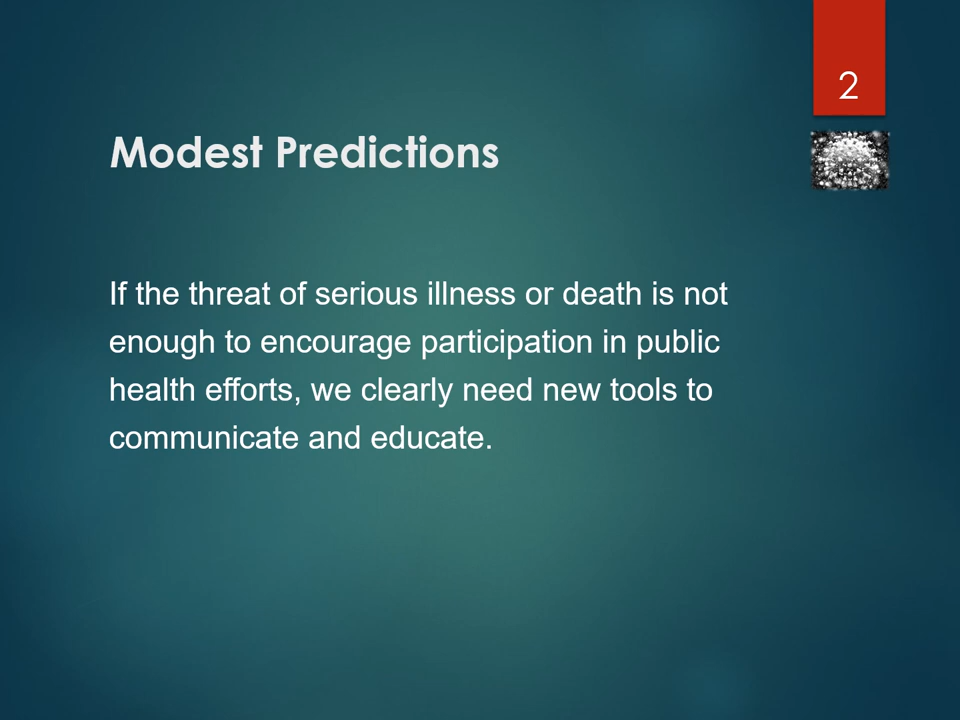 2
Modest Predictions
If the threat of serious illness or death is not
enough to encourage participation in public
health efforts, we clearly need new tools to
communicate and educate.